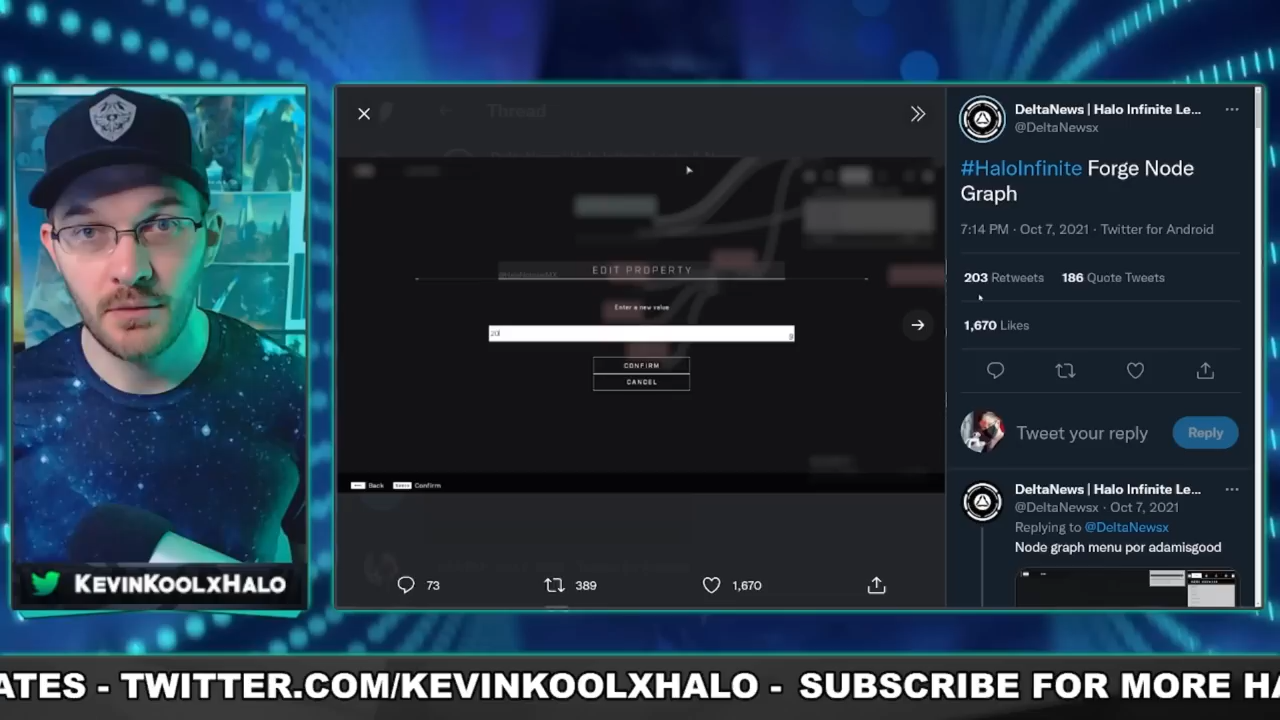 Thread
EDIT PROPERTY
Enter a new value
20
CONFIRM
CANCEL
Back
Confirm
73
389
1,670
DeltaNews | Halo Infinite Le...
@DeltaNewsx
#HaloInfinite Forge Node
Graph
7:14 PM · Oct 7, 2021 · Twitter for Android
203 Retweets 186 Quote Tweets
1,670 Likes
Tweet your reply
Reply
DeltaNews | Halo Infinite Le...
@DeltaNewsx · Oct 7, 2021
Replying to @DeltaNewsx
Node graph menu por adamisgood
KEVINKOOLXHALO
ATES - TWITTER.COM/KEVINKOOLXHALO - SUBSCRIBE FOR MORE HA